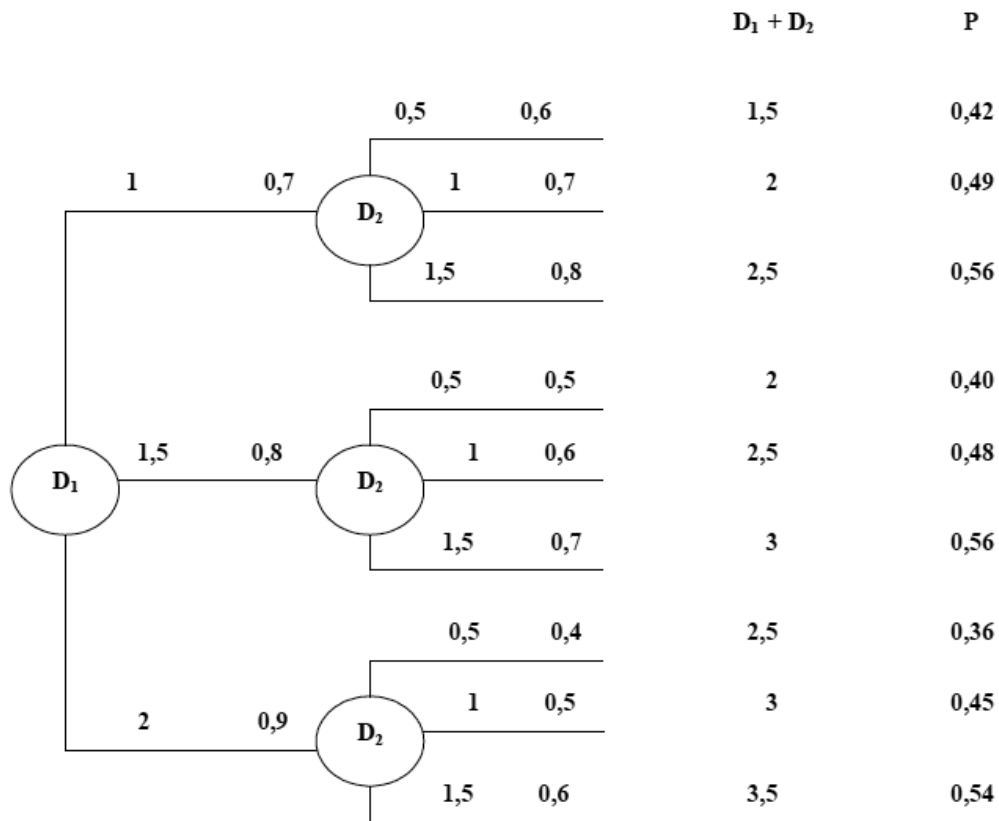 D₁ + D₂ P
0,5 0,6 1,5 0,42
1 0,7 1 0,7 2 0,49
D₂
1,5 0,8 2,5 0,56
0,5 0,5 2 0,40
1,5 0,8 1 0,6 2,5 0,48
D₁ D₂
1,5 0,7 3 0,56
0,5 0,4 2,5 0,36
1 0,5 3 0,45
2 0,9 D₂
1,5 0,6 3,5 0,54